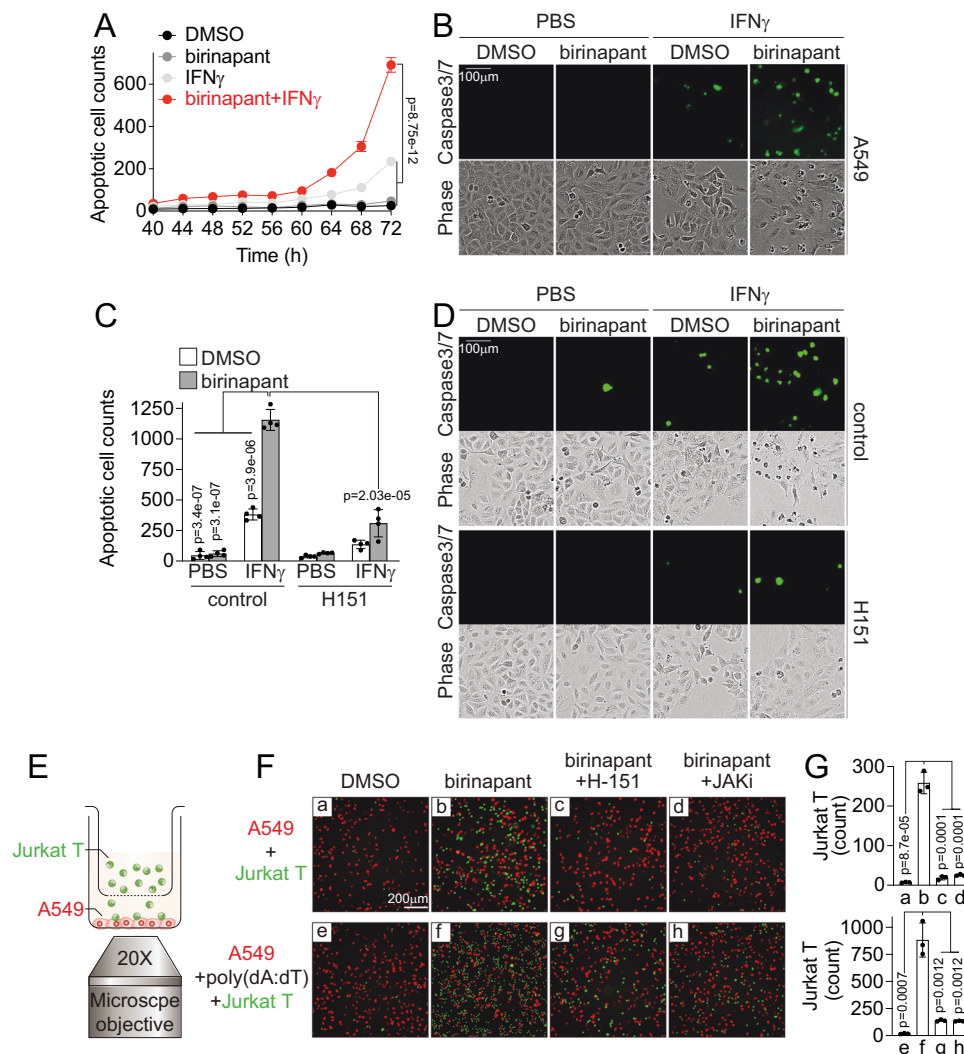 A
DMSO
birinapant
IFNγ
birinapant+IFNγ
Apoptotic cell counts
600
400
200
0
40 44 48 52 56 60 64 68 72
Time (h)
p=8.75e-12
B
PBS IFNγ
DMSO birinapant DMSO birinapant
100μm
Caspase3/7
Phase
A549
C
DMSO
birinapant
Apoptotic cell counts
1250
1000
750
500
250
0
p=3.4e-07
p=3.1e-07
p=3.9e-06
p=2.03e-05
PBS IFNγ PBS IFNγ
control H151
D
PBS IFNγ
DMSO birinapant DMSO birinapant
100μm
Caspase3/7
Phase
control
Caspase3/7
Phase
H151
E
Jurkat T
A549
20X
Microscpe
objective
F
DMSO birinapant birinapant
+H-151 birinapant
+JAKi
A549
+
Jurkat T
a b c d
200μm
A549
+poly(dA:dT)
+Jurkat T
e f g h
G
Jurkat T
(count)
300
200
100
0
p=8.7e-05
p=0.0001
p=0.0001
a b c d
Jurkat T
(count)
1000
750
500
250
0
p=0.0007
p=0.0012
p=0.0012
e f g h